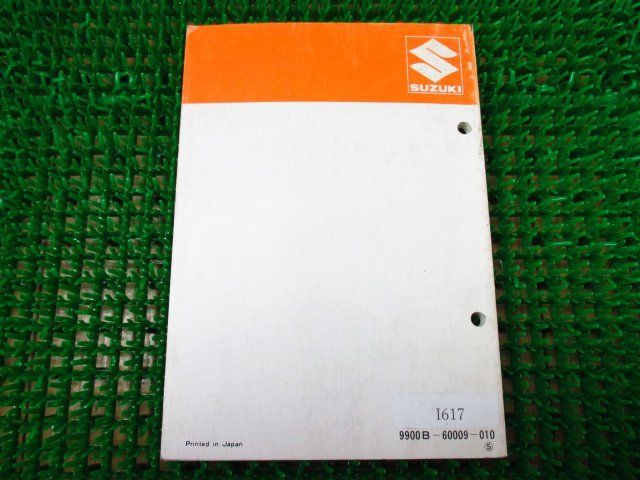 SUZUKI
I617
9900B-60009-010
Printed in Japan
Ⓢ